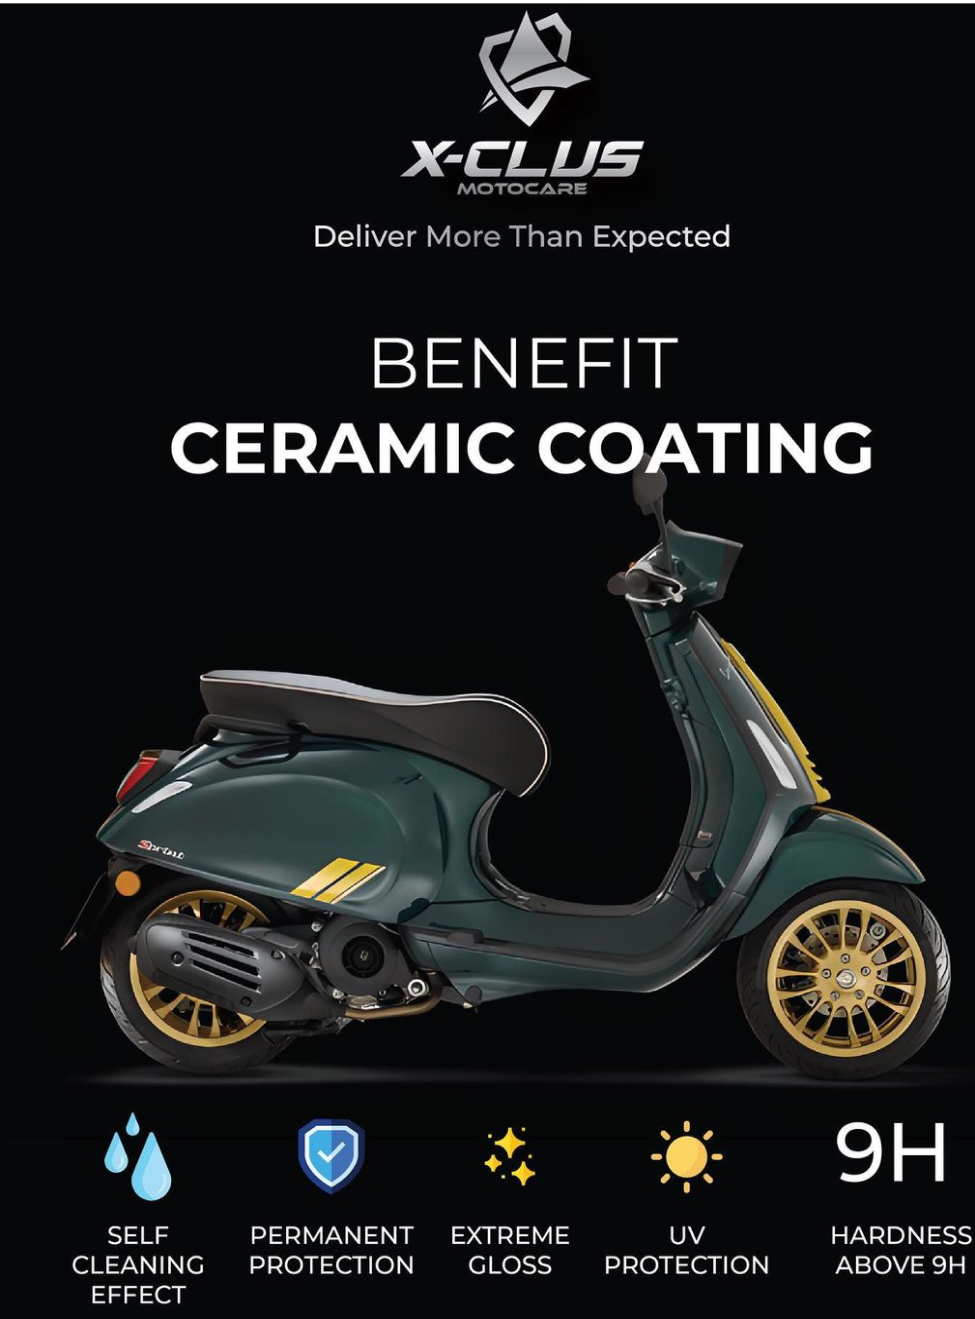 X-CLUS
MOTOCARE
Deliver More Than Expected
BENEFIT
CERAMIC COATING
Sprint
9H
SELF
CLEANING
EFFECT
PERMANENT
PROTECTION
EXTREME
GLOSS
UV
PROTECTION
HARDNESS
ABOVE 9H